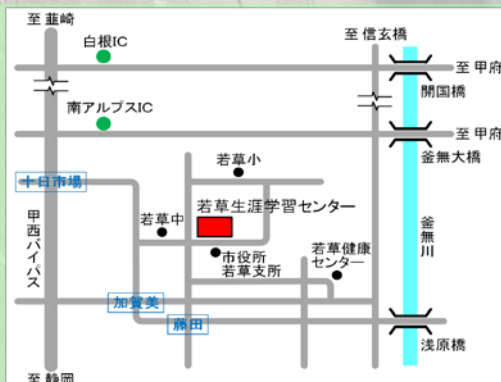 至 韮崎
白根IC
至 信玄橋
至 甲府
開国橋
南アルプスIC
至 甲府
釜無大橋
若草小
十日市場
若草生涯学習センター
若草中
甲西バイパス
市役所
若草支所
若草健康
センター
釜無川
加賀美
藤田
浅原橋
至 静岡